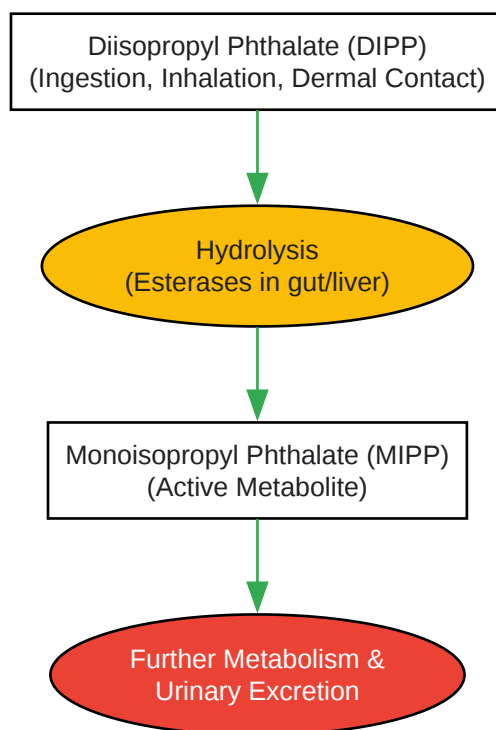 Diisopropyl Phthalate (DIPP)
(Ingestion, Inhalation, Dermal Contact)
Hydrolysis
(Esterases in gut/liver)
Monoisopropyl Phthalate (MIPP)
(Active Metabolite)
Further Metabolism &
Urinary Excretion